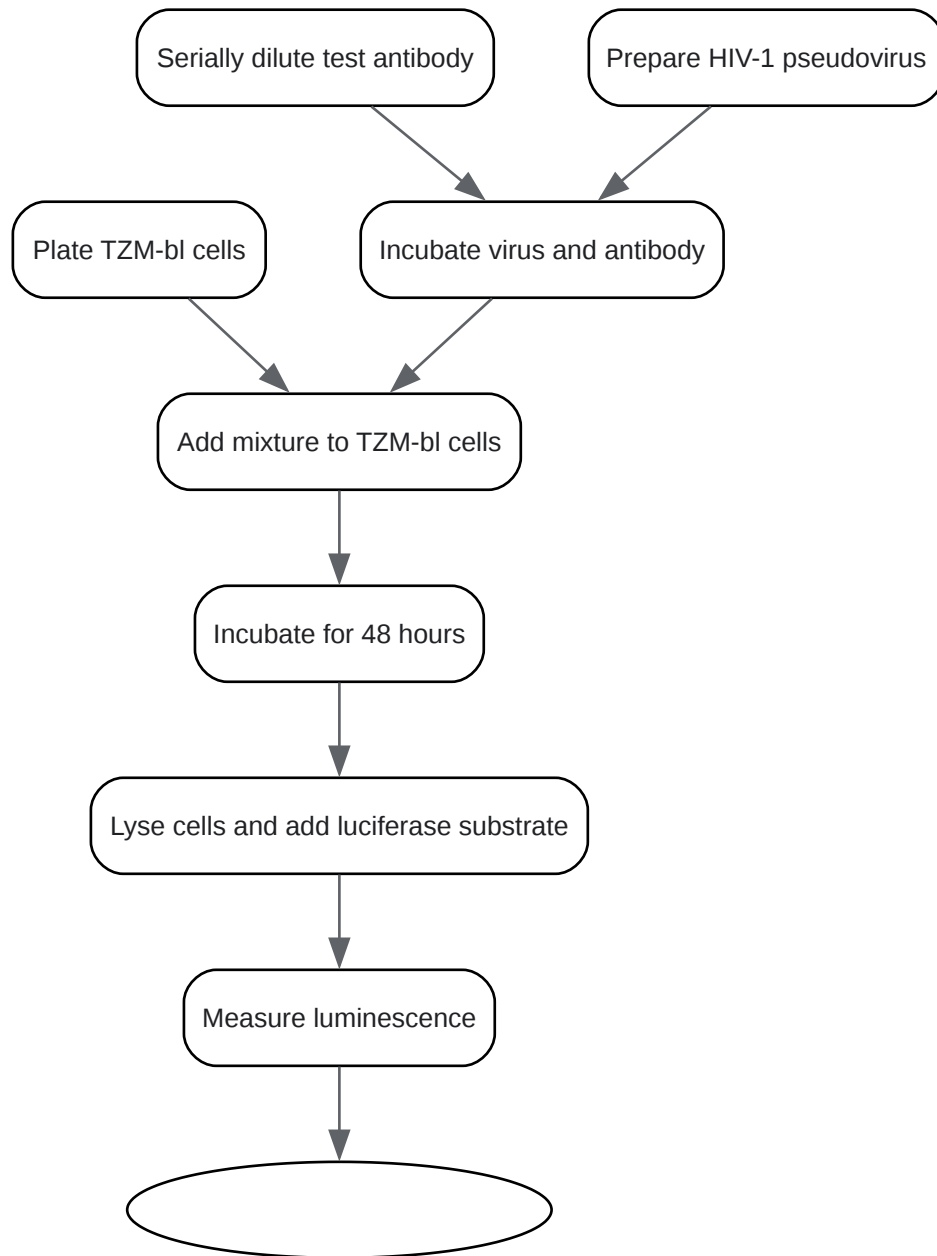 Serially dilute test antibody
Prepare HIV-1 pseudovirus
Plate TZM-bl cells
Incubate virus and antibody
Add mixture to TZM-bl cells
Incubate for 48 hours
Lyse cells and add luciferase substrate
Measure luminescence